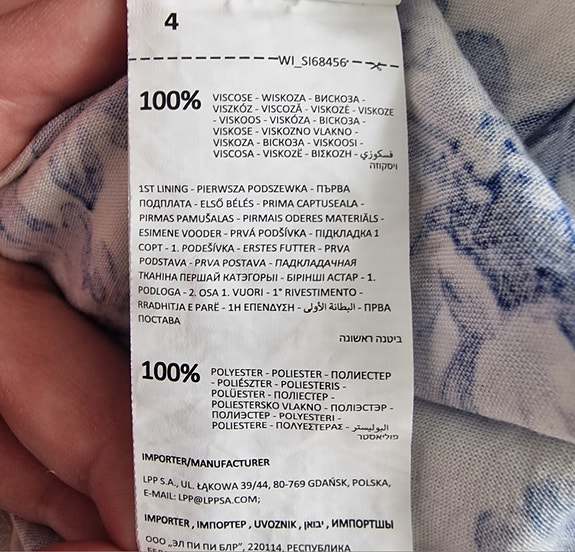 4
WI_SI68456
100% VISCOSE - WISKOZA - ВИСКОЗА -
VISZKÓZ - VISCOZĂ - VISKOZĖ - VISKOZE
- VISKOOS - VISKÓZA - ВІСКОЗА -
VISKOSE - VISKOZNO VLAKNO -
VISKOZA - ВІСКОЗА - VISKOOSI -
VISCOSA - VISKOZË - ΒΙΣΚΟΖΗ - فسكوزي
ויסקוזה
1ST LINING - PIERWSZA PODSZEWKA - ПЪРВА
ПОДПЛАТА - ELSŐ BÉLÉS - PRIMA CAPTUSEALA -
PIRMAS PAMUŠALAS - PIRMAIS ODERES MATERIĀLS -
ESIMENE VOODER - PRVÁ PODŠÍVKA - ПІДКЛАДКА 1
СОРТ - 1. PODEŠÍVKA - ERSTES FUTTER - PRVA
PODSTAVA - PRVA POSTAVA - ПАДКЛАДАЧНАЯ
ТКАНІНА ПЕРШАЙ КАТЭГОРЫІ - БІРІНШІ АСТАР - 1.
PODLOGA - 2. OSA 1. VUORI - 1° RIVESTIMENTO -
RRADHITJA E PARË - 1Η ΕΠΕΝΔΥΣΗ - البطانة الأولى - ПРВА
ПОСТАВА
ביטנה ראשונה
100% POLYESTER - POLIESTER - ПОЛИЕСТЕР
- POLIÉSZTER - POLIESTERIS -
POLÜESTER - ПОЛІЕСТЕР -
POLIESTERSKO VLAKNO - ПОЛІЭСТЭР -
ПОЛИЭСТЕР - POLYESTERI -
POLIESTERE - ΠΟΛΥΕΣΤΕΡΑΣ - البوليستر
פוליאסטר
IMPORTER/MANUFACTURER
LPP S.A., UL. ŁĄKOWA 39/44, 80-769 GDAŃSK, POLSKA,
E-MAIL: LPP@LPPSA.COM;
IMPORTER , ІМПОРТЕР , UVOZNIK , יבואן , ИМПОРТШЫ
ООО „ЭЛ ПИ ПИ БЛР”, 220114, РЕСПУБЛИКА